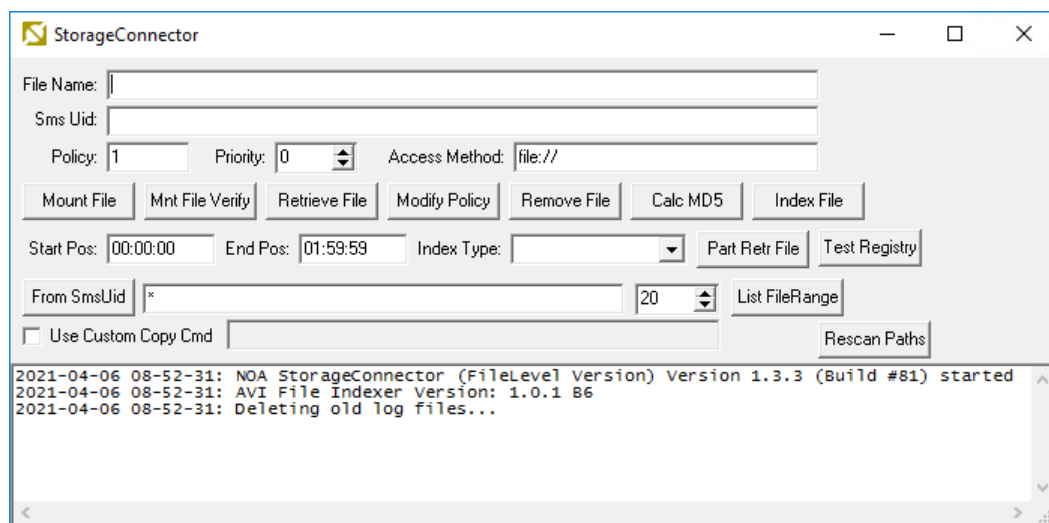 StorageConnector
File Name:
Sms Uid:
Policy: 1 Priority: 0 Access Method: file://
Mount File Mnt File Verify Retrieve File Modify Policy Remove File Calc MD5 Index File
Start Pos: 00:00:00 End Pos: 01:59:59 Index Type: Part Retr File Test Registry
From SmsUid * 20 List FileRange
Use Custom Copy Cmd Rescan Paths
2021-04-06 08-52-31: NOA StorageConnector (FileLevel Version) Version 1.3.3 (Build #81) started
2021-04-06 08-52-31: AVI File Indexer Version: 1.0.1 B6
2021-04-06 08-52-31: Deleting old log files...